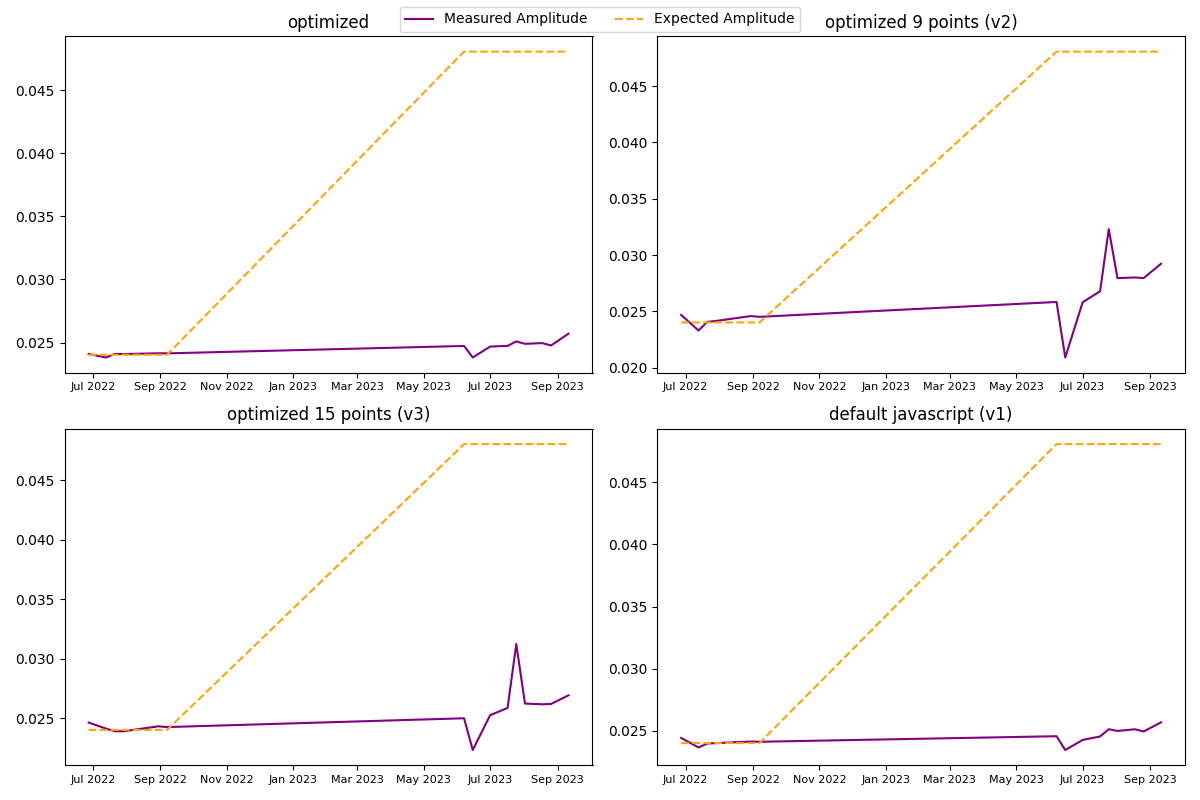 optimized
Measured Amplitude
Expected Amplitude
optimized 9 points (v2)
0.045
0.040
0.035
0.030
0.025
Jul 2022 Sep 2022 Nov 2022 Jan 2023 Mar 2023 May 2023 Jul 2023 Sep 2023
0.045
0.040
0.035
0.030
0.025
0.020
Jul 2022 Sep 2022 Nov 2022 Jan 2023 Mar 2023 May 2023 Jul 2023 Sep 2023
optimized 15 points (v3)
0.045
0.040
0.035
0.030
0.025
Jul 2022 Sep 2022 Nov 2022 Jan 2023 Mar 2023 May 2023 Jul 2023 Sep 2023
default javascript (v1)
0.045
0.040
0.035
0.030
0.025
Jul 2022 Sep 2022 Nov 2022 Jan 2023 Mar 2023 May 2023 Jul 2023 Sep 2023